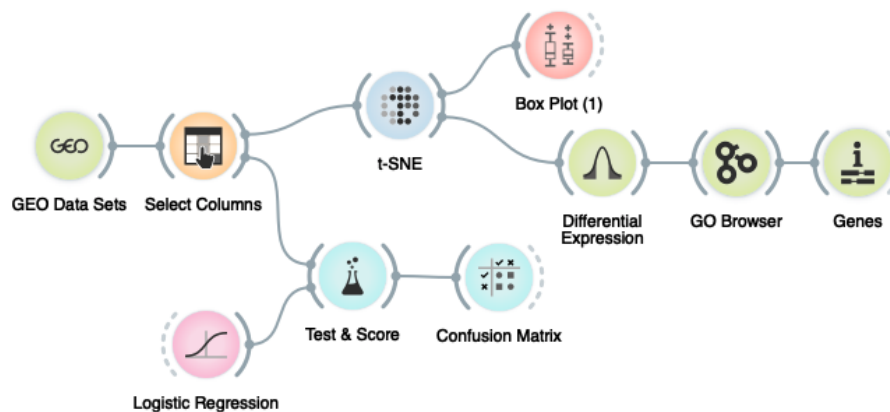 Box Plot (1)
GEO
GEO Data Sets
Select Columns
t-SNE
Differential
Expression
GO Browser
Genes
Test & Score
Confusion Matrix
Logistic Regression